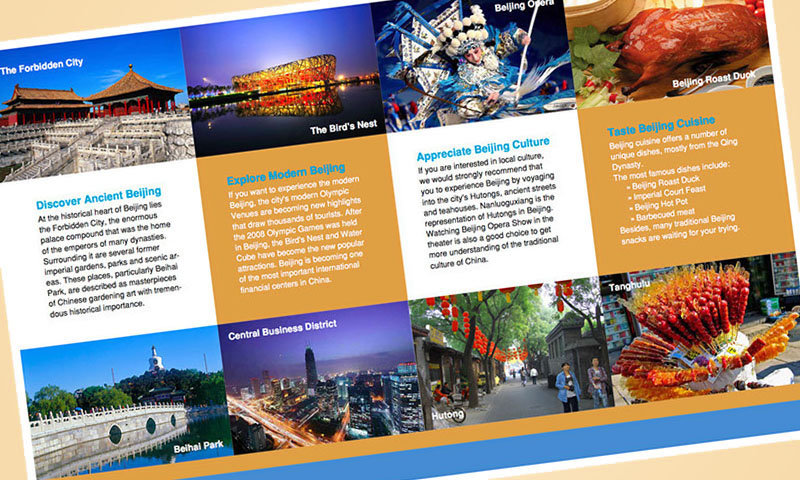 The Forbidden City
Discover Ancient Beijing
At the historical heart of Beijing lies
the Forbidden City, the enormous
palace compound that was the home
of the emperors of many dynasties.
Surrounding it are several former
imperial gardens, parks and scenic ar-
eas. These places, particularly Beihai
Park, are described as masterpieces
of Chinese gardening art with tremen-
dous historical importance.
Beihai Park
The Bird's Nest
Explore Modern Beijing
If you want to experience the modern
Beijing, the city's modern Olympic
Venues are becoming new highlights
that draw thousands of tourists. After
the 2008 Olympic Games was held
in Beijing, the Bird's Nest and Water
Cube have become the new popular
attractions. Beijing is becoming one
of the most important international
financial centers in China.
Central Business District
Beijing Opera
Appreciate Beijing Culture
If you are interested in local culture,
we would strongly recommend that
you to experience Beijing by voyaging
into the city's Hutongs, ancient streets
and teahouses. Nanluoguxiang is the
representation of Hutongs in Beijing.
Watching Beijing Opera Show in the
theater is also a good choice to get
more understanding of the traditional
culture of China.
Hutong
Beijing Roast Duck
Taste Beijing Cuisine
Beijing cuisine offers a number of
unique dishes, mostly from the Qing
Dynasty.
The most famous dishes include:
» Beijing Roast Duck
» Imperial Court Feast
» Beijing Hot Pot
» Barbecued meat
Besides, many traditional Beijing
snacks are waiting for your trying.
Tanghulu